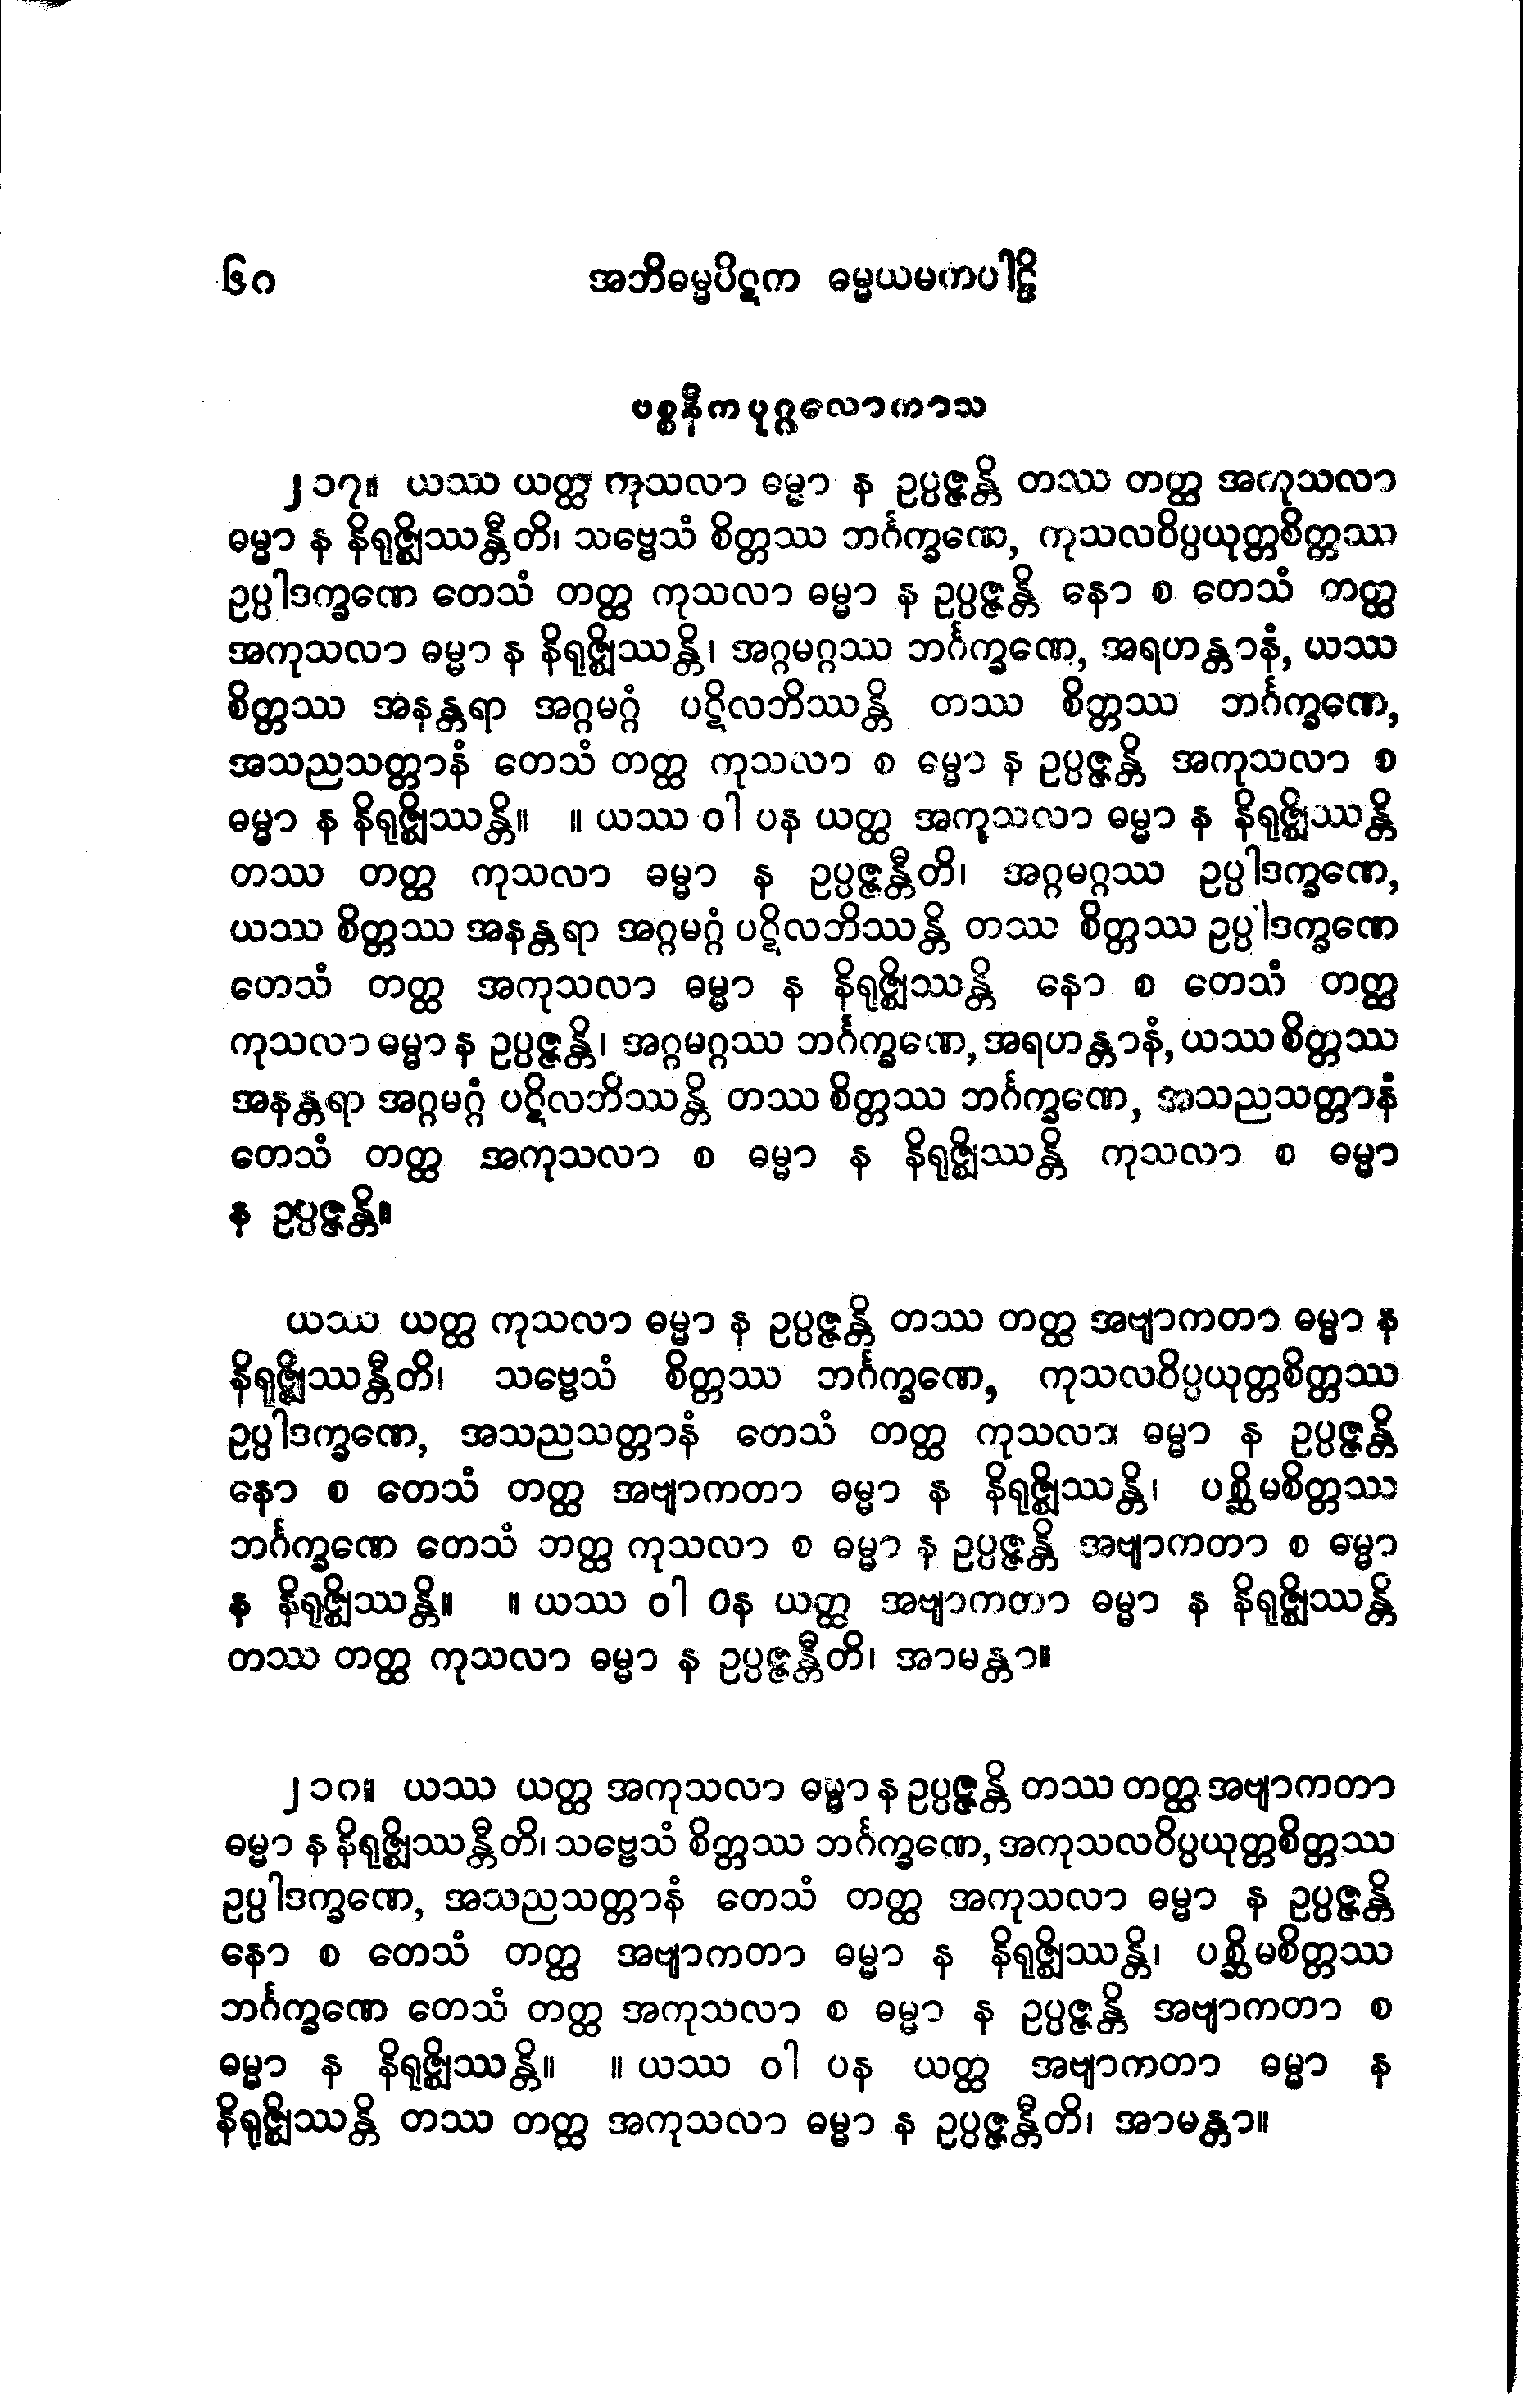 ၆၈ အဘိဓမ္မပိဋက ဓမ္မယမကပါဠိ
ပစ္စနီကပုဂ္ဂလောကာသ
၂၁၇။ ယဿ ယတ္ထ ကုသလာ ဓမ္မာ န ဥပ္ပဇ္ဇန္တိ တဿ တတ္ထ အကုသလာ
ဓမ္မာ န နိရုဇ္ဈိဿန္တီတိ၊ သဗ္ဗေသံ စိတ္တဿ ဘင်္ဂက္ခဏေ, ကုသလဝိပ္ပယုတ္တစိတ္တဿ
ဥပ္ပါဒက္ခဏေ တေသံ တတ္ထ ကုသလာ ဓမ္မာ န ဥပ္ပဇ္ဇန္တိ နော စ တေသံ တတ္ထ
အကုသလာ ဓမ္မာ န နိရုဇ္ဈိဿန္တိ၊ အဂ္ဂမဂ္ဂဿ ဘင်္ဂက္ခဏေ, အရဟန္တာနံ, ယဿ
စိတ္တဿ အနန္တရာ အဂ္ဂမဂ္ဂံ ပဋိလဘိဿန္တိ တဿ စိတ္တဿ ဘင်္ဂက္ခဏေ,
အသညသတ္တာနံ တေသံ တတ္ထ ကုသလာ စ ဓမ္မော န ဥပ္ပဇ္ဇန္တိ အကုသလာ စ
ဓမ္မာ န နိရုဇ္ဈိဿန္တိ။ ။ ယဿ ဝါ ပန ယတ္ထ အကုသလာ ဓမ္မာ န နိရုဇ္ဈိဿန္တိ
တဿ တတ္ထ ကုသလာ ဓမ္မာ န ဥပ္ပဇ္ဇန္တီတိ၊ အဂ္ဂမဂ္ဂဿ ဥပ္ပါဒက္ခဏေ,
ယဿ စိတ္တဿ အနန္တရာ အဂ္ဂမဂ္ဂံ ပဋိလဘိဿန္တိ တဿ စိတ္တဿ ဥပ္ပါဒက္ခဏေ
တေသံ တတ္ထ အကုသလာ ဓမ္မာ န နိရုဇ္ဈိဿန္တိ နော စ တေသံ တတ္ထ
ကုသလာ ဓမ္မာ န ဥပ္ပဇ္ဇန္တိ၊ အဂ္ဂမဂ္ဂဿ ဘင်္ဂက္ခဏေ, အရဟန္တာနံ, ယဿ စိတ္တဿ
အနန္တရာ အဂ္ဂမဂ္ဂံ ပဋိလဘိဿန္တိ တဿ စိတ္တဿ ဘင်္ဂက္ခဏေ, အသညသတ္တာနံ
တေသံ တတ္ထ အကုသလာ စ ဓမ္မာ န နိရုဇ္ဈိဿန္တိ ကုသလာ စ ဓမ္မာ
န ဥပ္ပဇ္ဇန္တိ။
ယဿ ယတ္ထ ကုသလာ ဓမ္မာ န ဥပ္ပဇ္ဇန္တိ တဿ တတ္ထ အဗျာကတာ ဓမ္မာ န
နိရုဇ္ဈိဿန္တီတိ၊ သဗ္ဗေသံ စိတ္တဿ ဘင်္ဂက္ခဏေ, ကုသလဝိပ္ပယုတ္တစိတ္တဿ
ဥပ္ပါဒက္ခဏေ, အသညသတ္တာနံ တေသံ တတ္ထ ကုသလာ ဓမ္မာ န ဥပ္ပဇ္ဇန္တိ
နော စ တေသံ တတ္ထ အဗျာကတာ ဓမ္မာ န နိရုဇ္ဈိဿန္တိ၊ ပစ္ဆိမစိတ္တဿ
ဘင်္ဂက္ခဏေ တေသံ တတ္ထ ကုသလာ စ ဓမ္မာ န ဥပ္ပဇ္ဇန္တိ အဗျာကတာ စ ဓမ္မာ
န နိရုဇ္ဈိဿန္တိ။ ။ ယဿ ဝါ ပန ယတ္ထ အဗျာကတာ ဓမ္မာ န နိရုဇ္ဈိဿန္တိ
တဿ တတ္ထ ကုသလာ ဓမ္မာ န ဥပ္ပဇ္ဇန္တီတိ၊ အာမန္တာ။
၂၁၈။ ယဿ ယတ္ထ အကုသလာ ဓမ္မာ န ဥပ္ပဇ္ဇန္တိ တဿ တတ္ထ အဗျာကတာ
ဓမ္မာ န နိရုဇ္ဈိဿန္တီတိ၊ သဗ္ဗေသံ စိတ္တဿ ဘင်္ဂက္ခဏေ, အကုသလဝိပ္ပယုတ္တစိတ္တဿ
ဥပ္ပါဒက္ခဏေ, အသညသတ္တာနံ တေသံ တတ္ထ အကုသလာ ဓမ္မာ န ဥပ္ပဇ္ဇန္တိ
နော စ တေသံ တတ္ထ အဗျာကတာ ဓမ္မာ န နိရုဇ္ဈိဿန္တိ၊ ပစ္ဆိမစိတ္တဿ
ဘင်္ဂက္ခဏေ တေသံ တတ္ထ အကုသလာ စ ဓမ္မာ န ဥပ္ပဇ္ဇန္တိ အဗျာကတာ စ
ဓမ္မာ န နိရုဇ္ဈိဿန္တိ။ ။ ယဿ ဝါ ပန ယတ္ထ အဗျာကတာ ဓမ္မာ န
နိရုဇ္ဈိဿန္တိ တဿ တတ္ထ အကုသလာ ဓမ္မာ န ဥပ္ပဇ္ဇန္တီတိ၊ အာမန္တာ။